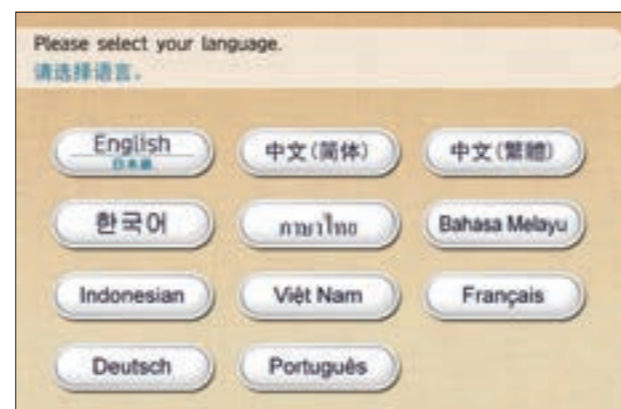 Please select your language.
请选择语言。
English
日本語
中文(简体)
中文(繁體)
한국어
ภาษาไทย
Bahasa Melayu
Indonesian
Việt Nam
Français
Deutsch
Português